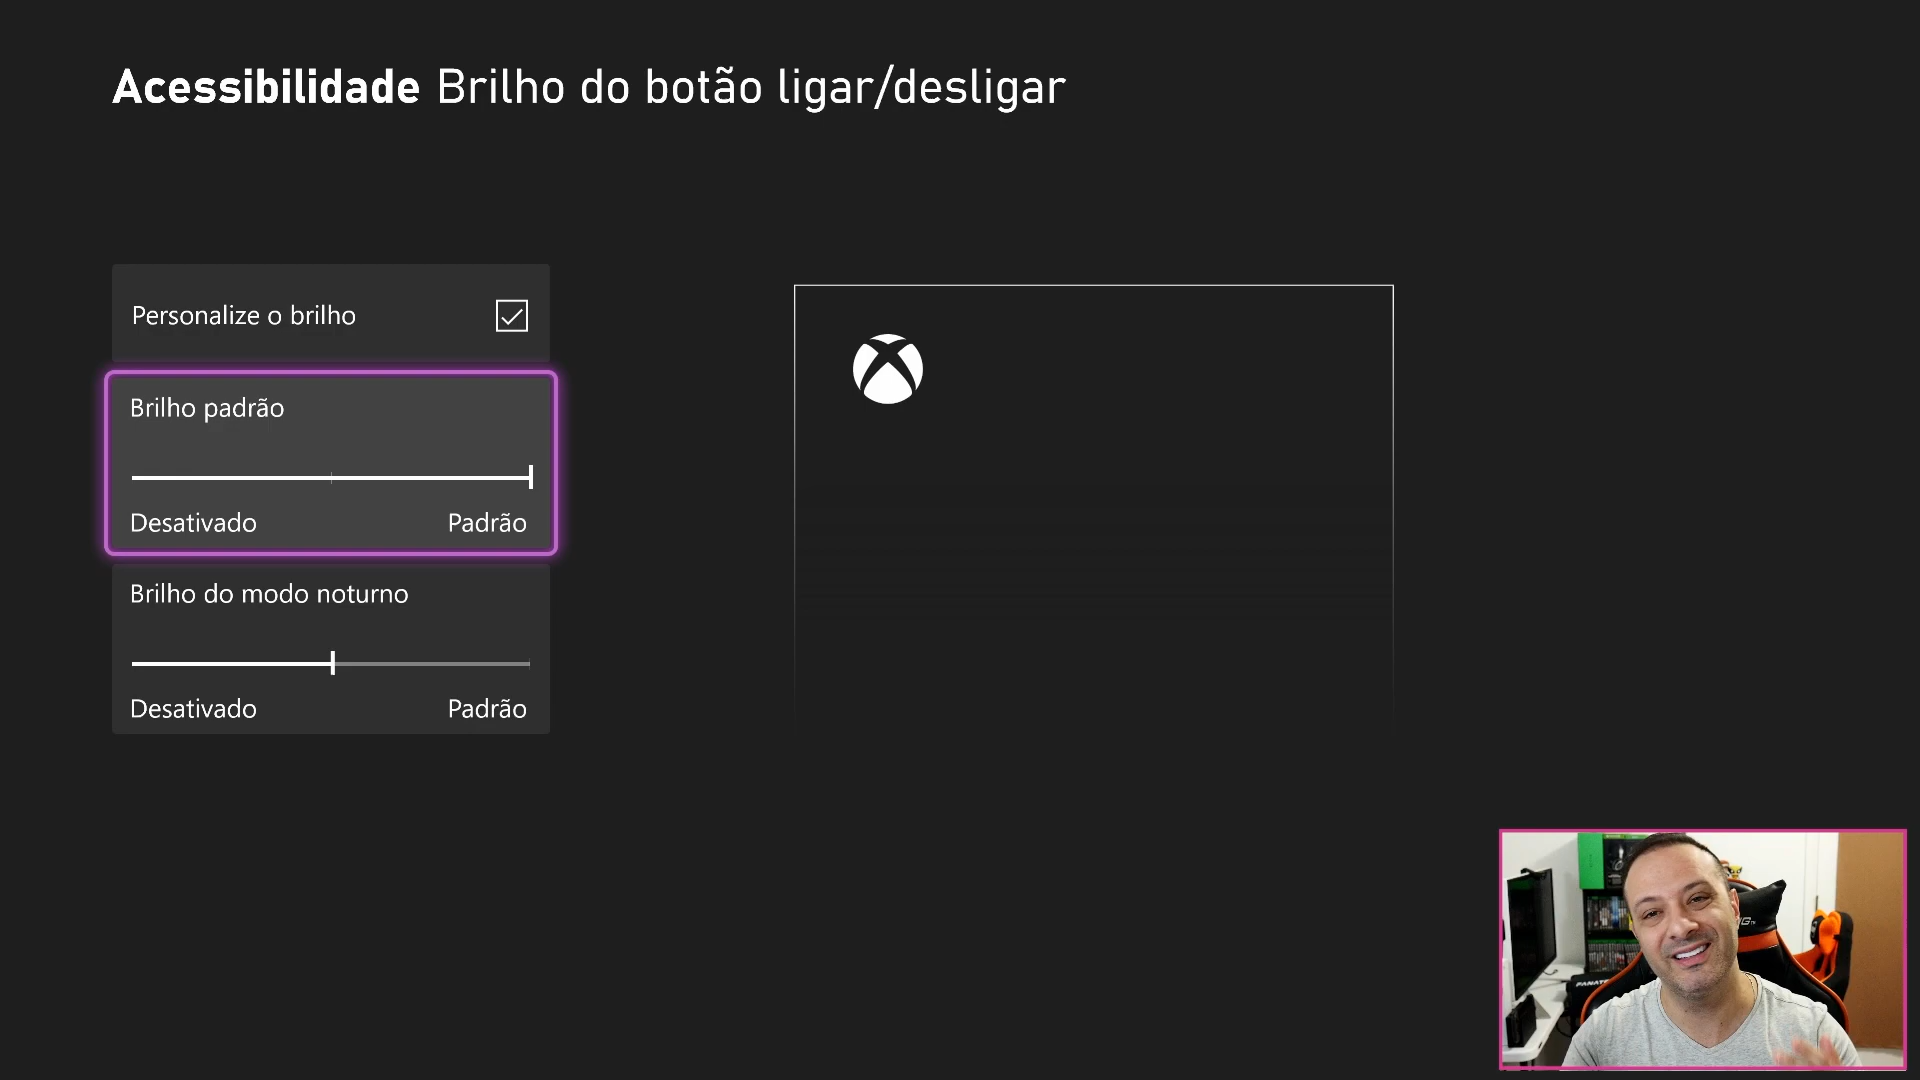 Acessibilidade Brilho do botão ligar/desligar
Personalize o brilho
Brilho padrão
Desativado Padrão
Brilho do modo noturno
Desativado Padrão